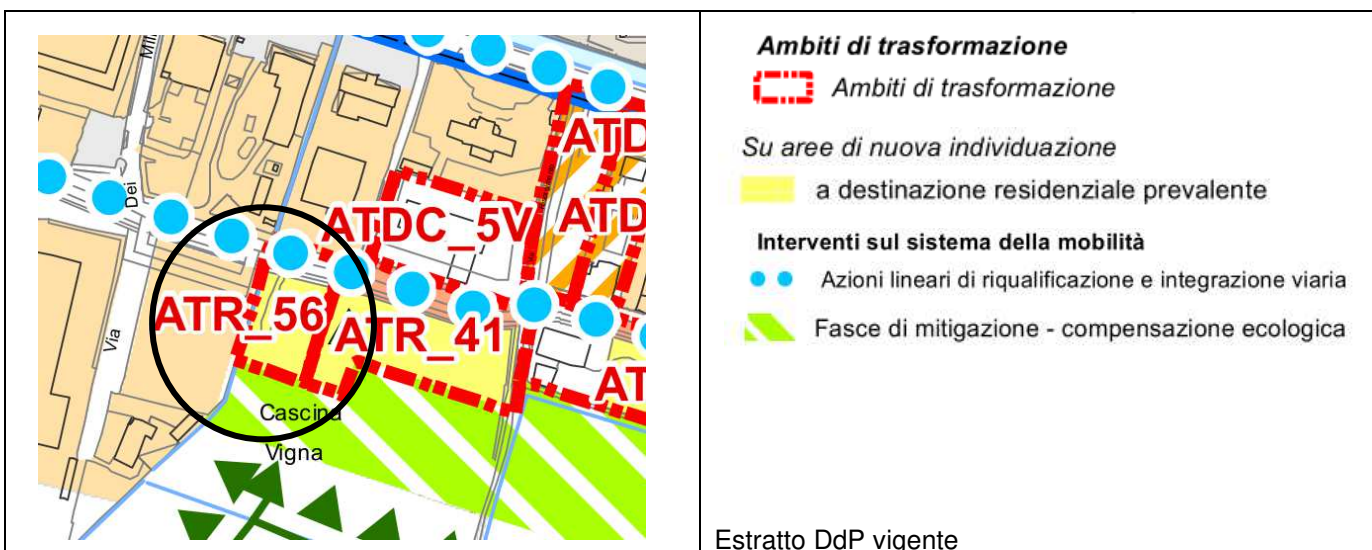 Mil
Dei
Via
ATD
ATDC_5V
ATD
ATR_56
ATR_41
AT
Cascina
Vigna
Ambiti di trasformazione
Ambiti di trasformazione
Su aree di nuova individuazione
a destinazione residenziale prevalente
Interventi sul sistema della mobilità
Azioni lineari di riqualificazione e integrazione viaria
Fasce di mitigazione - compensazione ecologica
Estratto DdP vigente